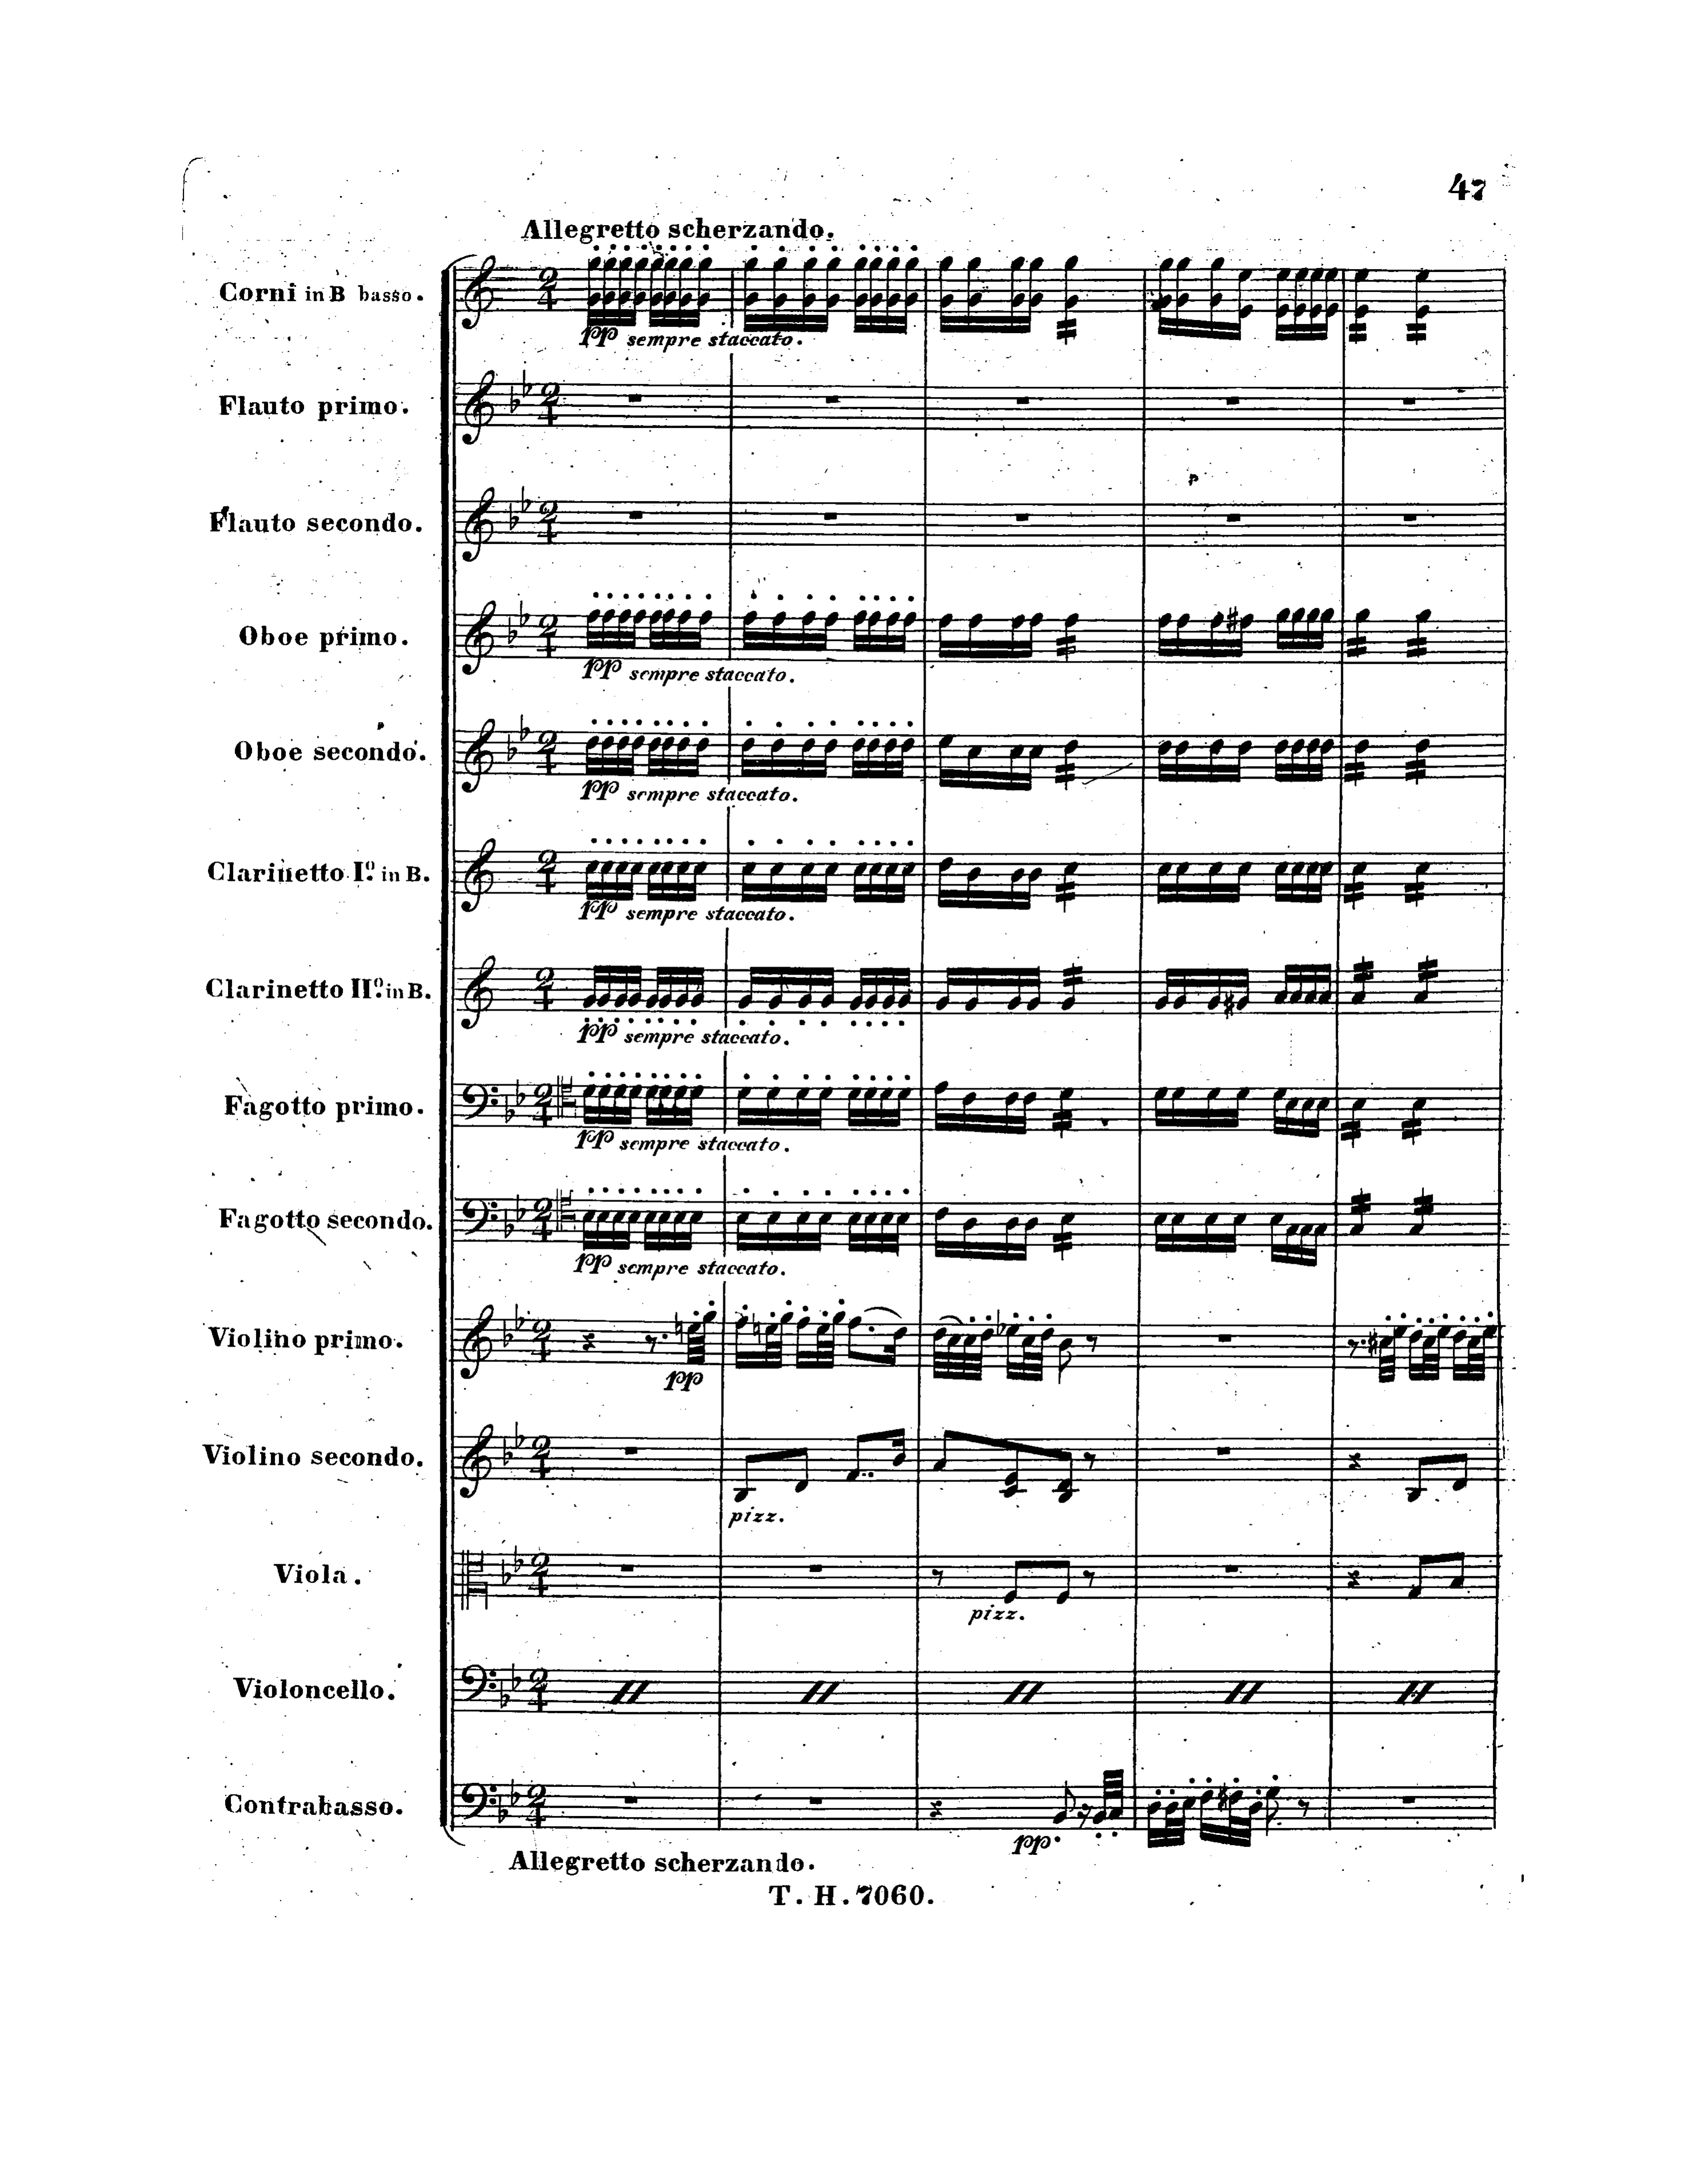 47
Allegretto scherzando.
Corni in B basso.
pp sempre staccato.
Flauto primo.
Flauto secondo.
Oboe primo.
pp sempre staccato.
Oboe secondo.
pp sempre staccato.
Clarinetto I.º in B.
pp sempre staccato.
Clarinetto II.º in B.
pp sempre staccato.
Fagotto primo.
pp sempre staccato.
Fagotto secondo.
pp sempre staccato.
Violino primo.
pp
Violino secondo.
pizz.
Viola.
pizz.
Violoncello.
Contrabasso.
pp.
Allegretto scherzando.
T. H. 7060.